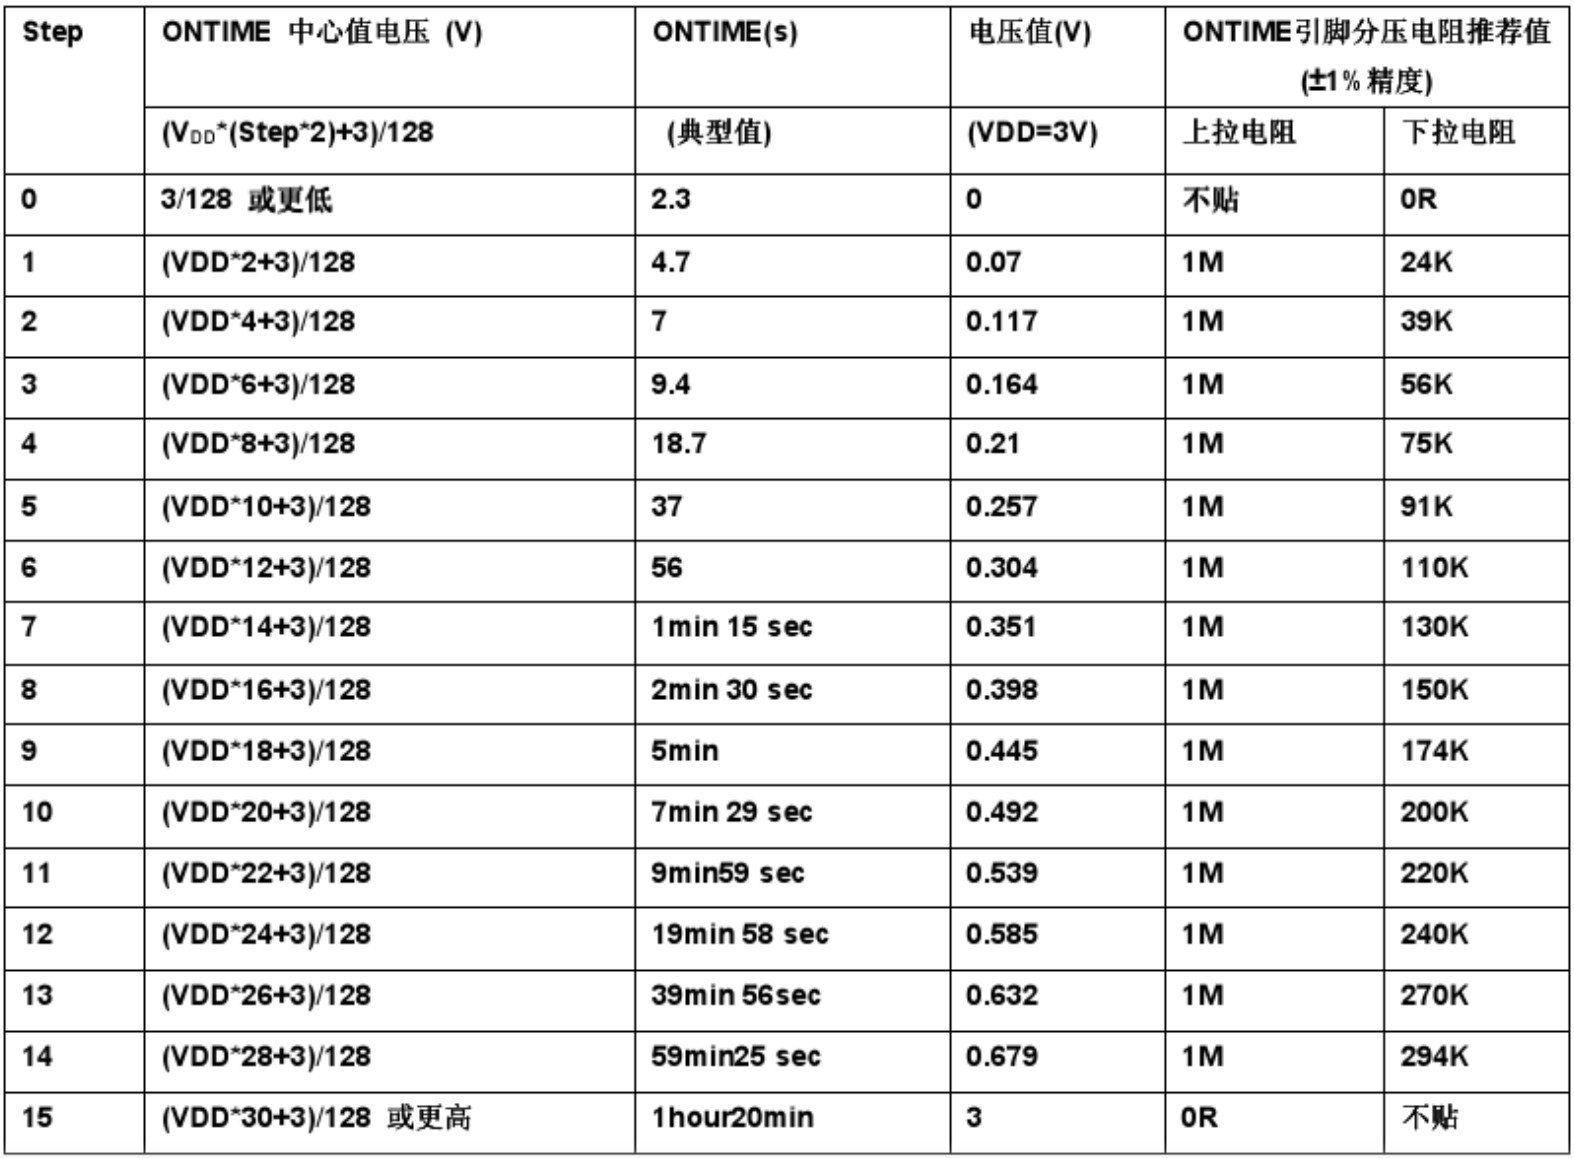 Step ONTIME 中心值电压 (V) ONTIME(s) 电压值(V) ONTIME引脚分压电阻推荐值
(±1%精度)
(VDD*(Step*2)+3)/128 (典型值) (VDD=3V) 上拉电阻 下拉电阻
0 3/128 或更低 2.3 0 不贴 0R
1 (VDD*2+3)/128 4.7 0.07 1M 24K
2 (VDD*4+3)/128 7 0.117 1M 39K
3 (VDD*6+3)/128 9.4 0.164 1M 56K
4 (VDD*8+3)/128 18.7 0.21 1M 75K
5 (VDD*10+3)/128 37 0.257 1M 91K
6 (VDD*12+3)/128 56 0.304 1M 110K
7 (VDD*14+3)/128 1min 15 sec 0.351 1M 130K
8 (VDD*16+3)/128 2min 30 sec 0.398 1M 150K
9 (VDD*18+3)/128 5min 0.445 1M 174K
10 (VDD*20+3)/128 7min 29 sec 0.492 1M 200K
11 (VDD*22+3)/128 9min59 sec 0.539 1M 220K
12 (VDD*24+3)/128 19min 58 sec 0.585 1M 240K
13 (VDD*26+3)/128 39min 56sec 0.632 1M 270K
14 (VDD*28+3)/128 59min25 sec 0.679 1M 294K
15 (VDD*30+3)/128 或更高 1hour20min 3 0R 不贴